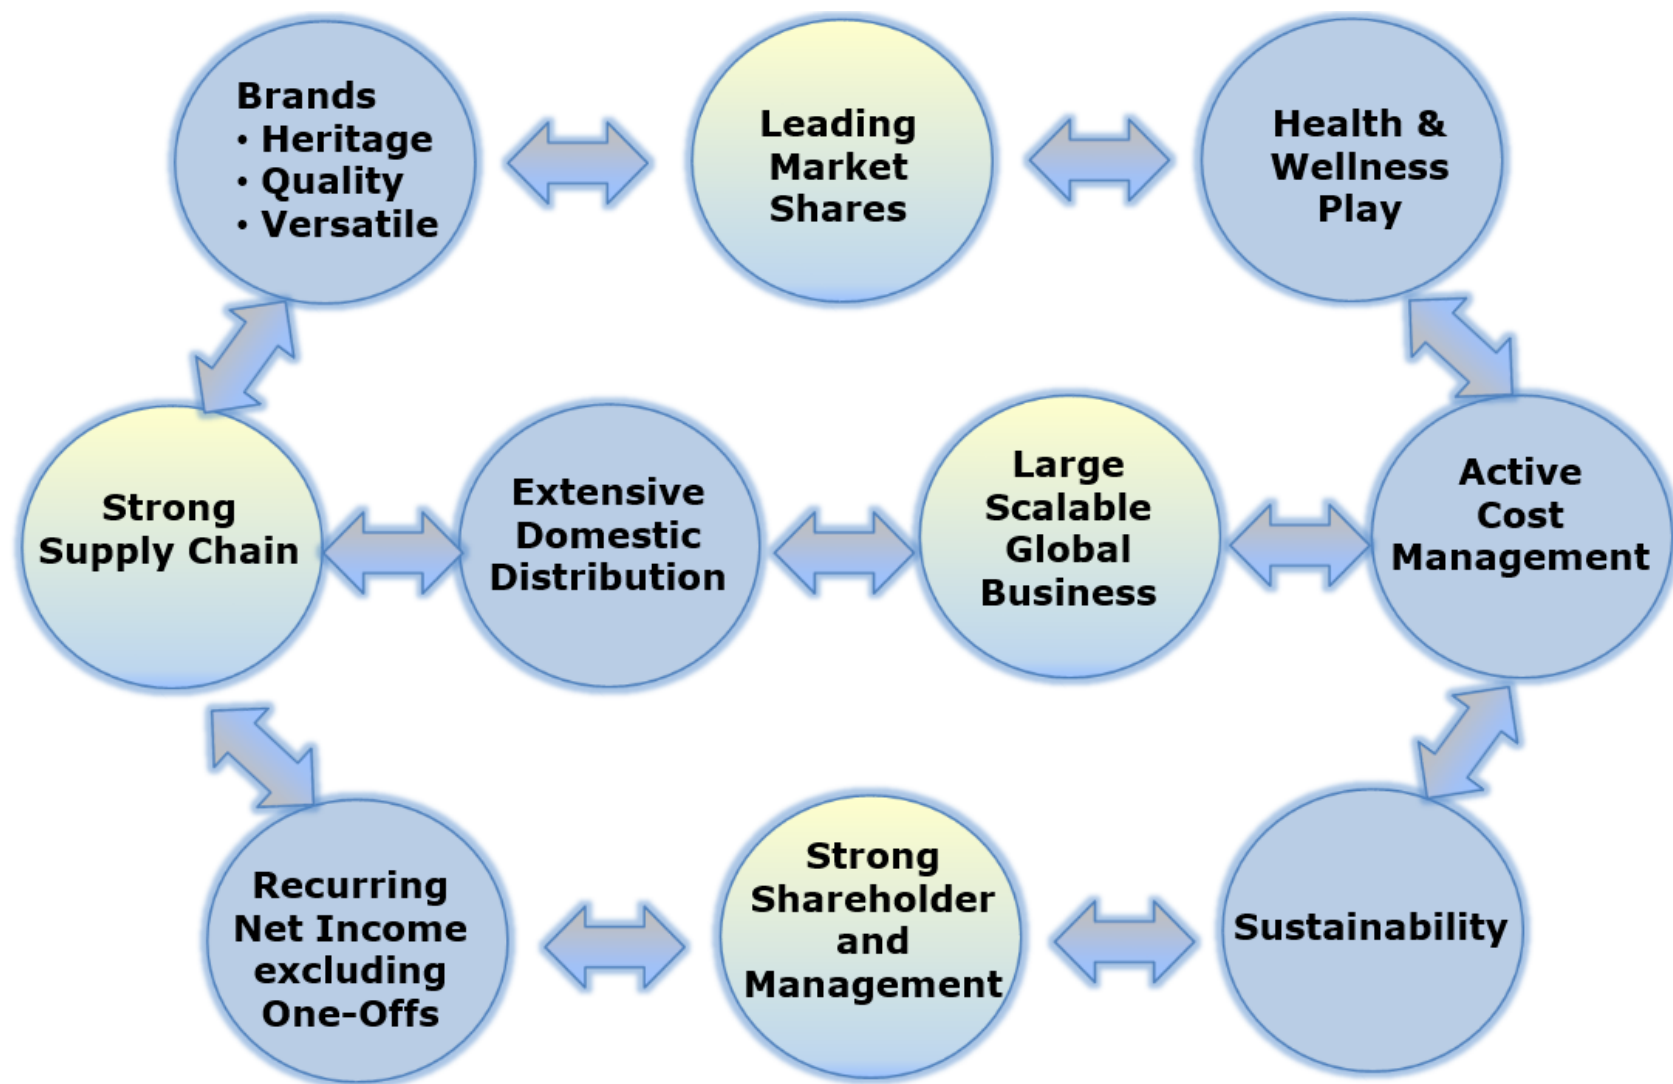 Brands
• Heritage
• Quality
• Versatile
Leading
Market
Shares
Health &
Wellness
Play
Strong
Supply Chain
Extensive
Domestic
Distribution
Large
Scalable
Global
Business
Active
Cost
Management
Recurring
Net Income
excluding
One-Offs
Strong
Shareholder
and
Management
Sustainability